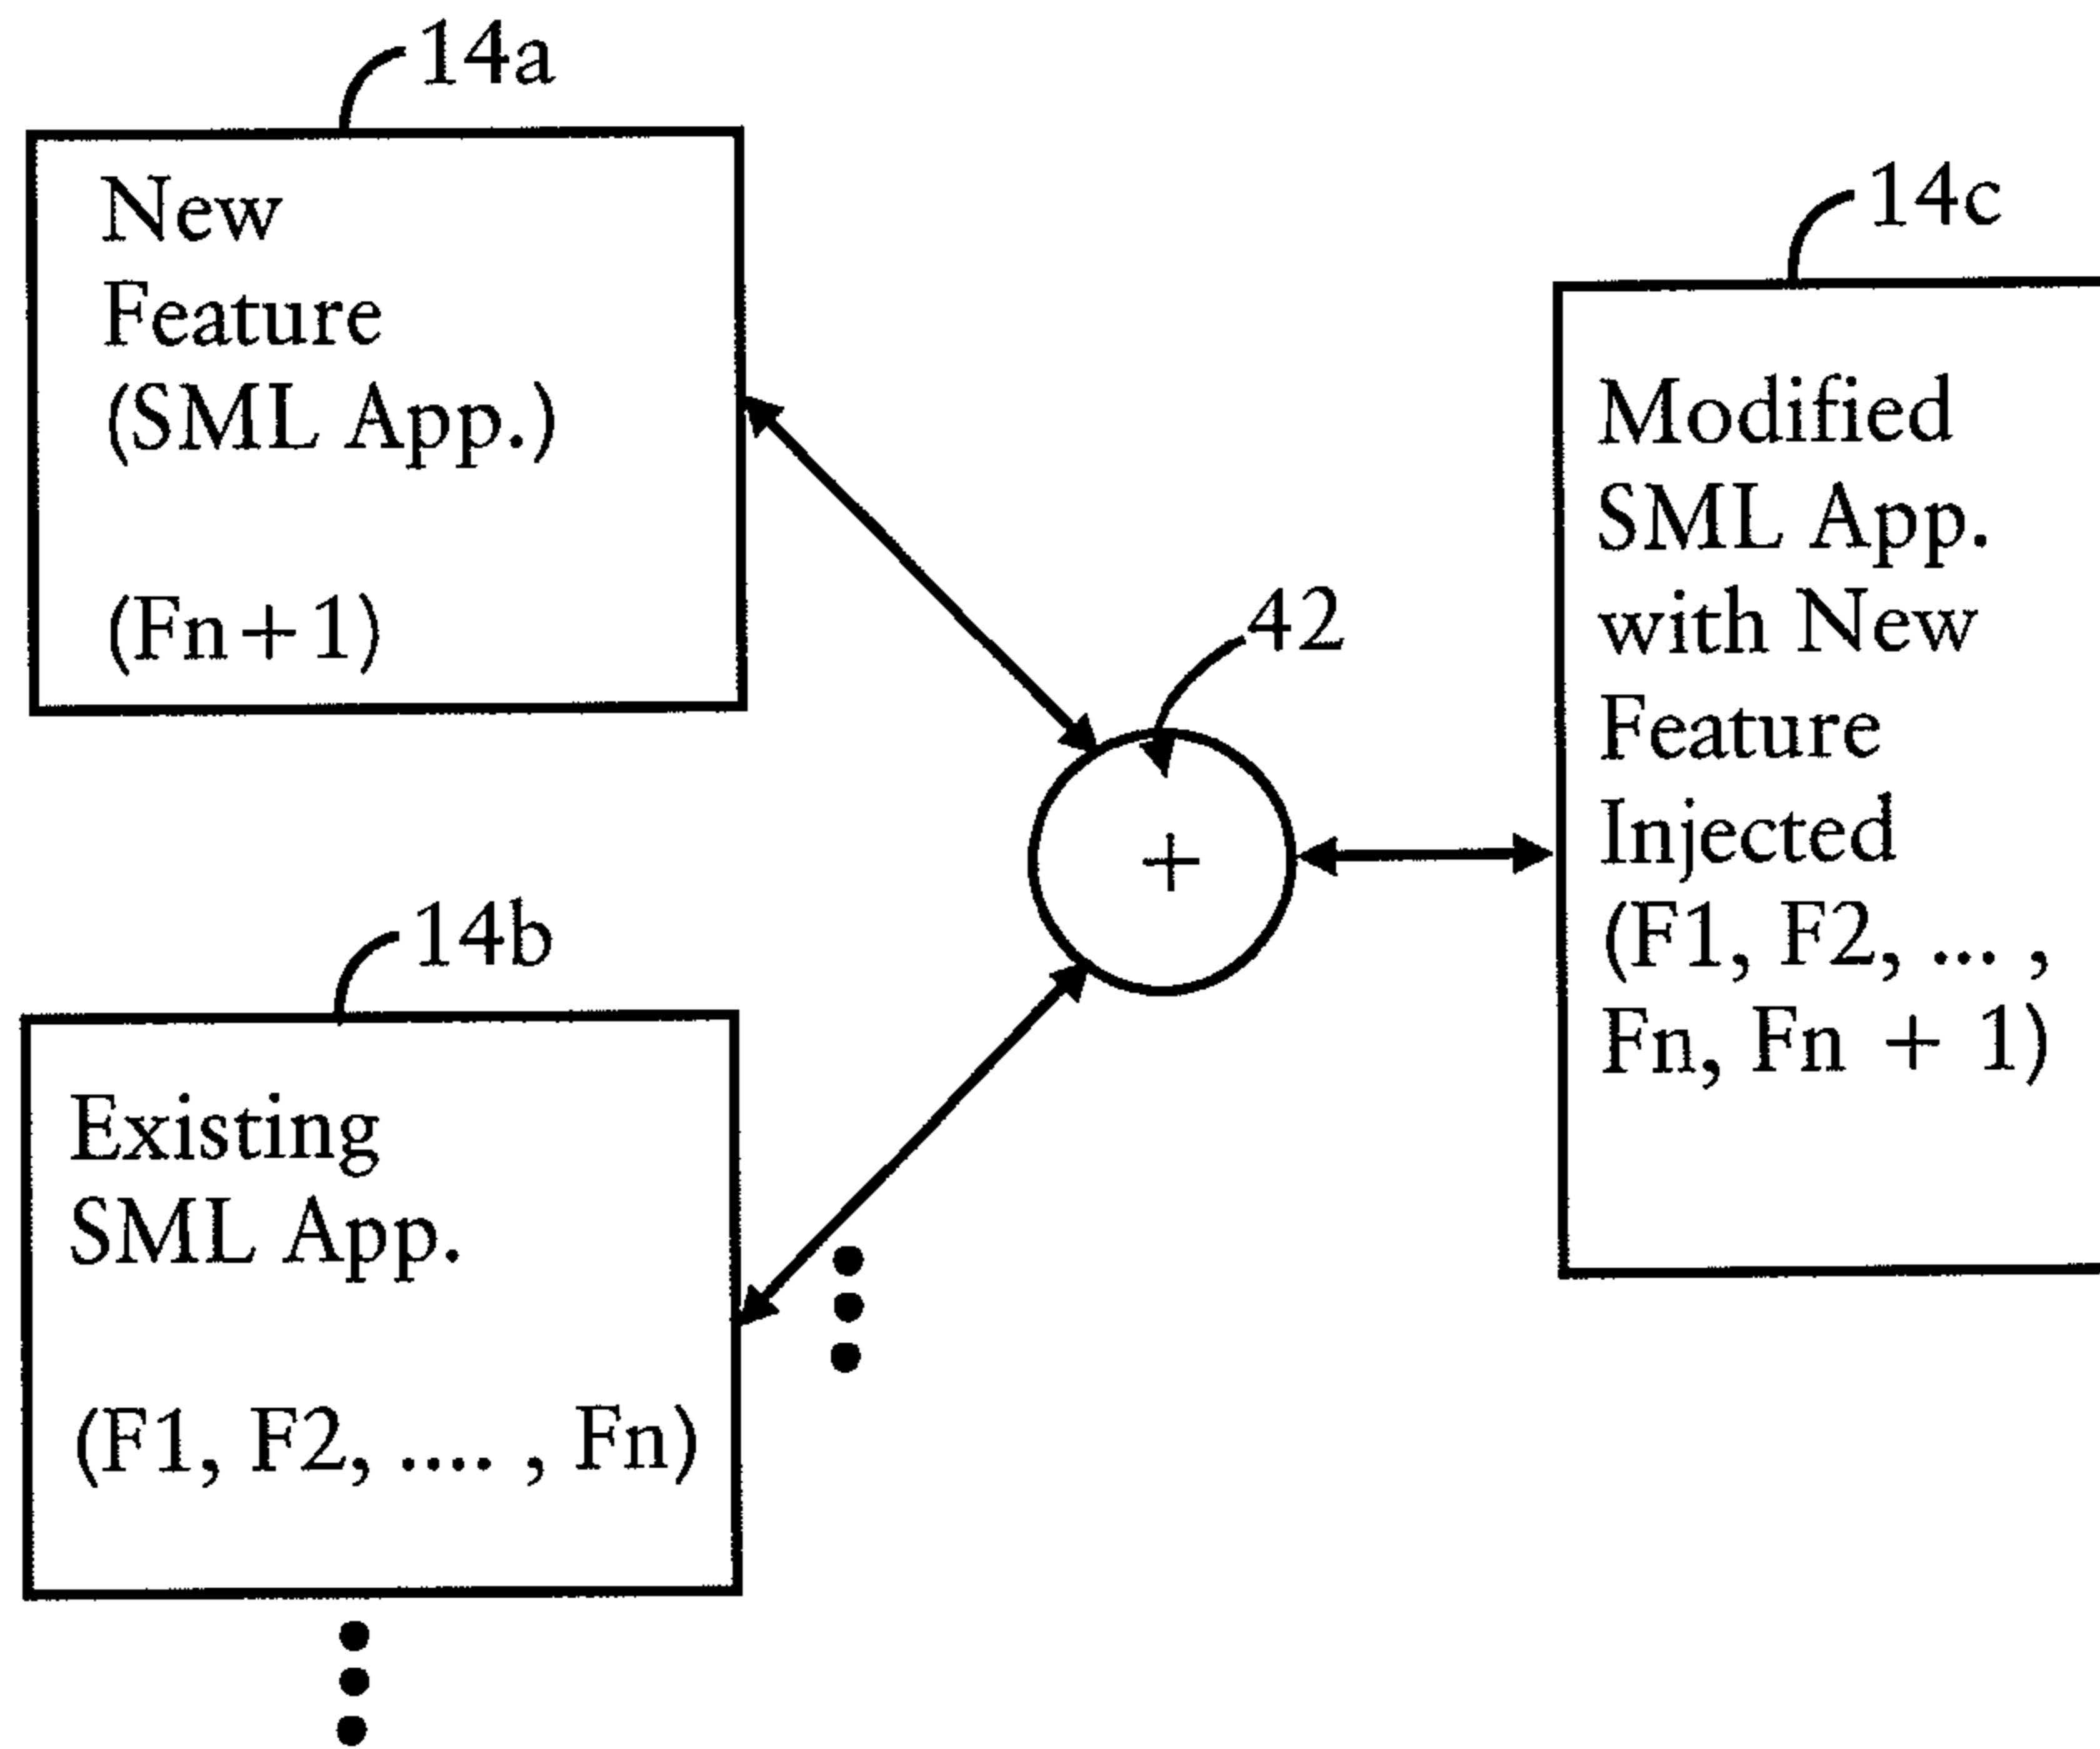 14a
New
Feature
(SML App.)
(Fn+1)
42
+
14b
Existing
SML App.
(F1, F2, .... , Fn)
14c
Modified
SML App.
with New
Feature
Injected
(F1, F2, ... ,
Fn, Fn + 1)